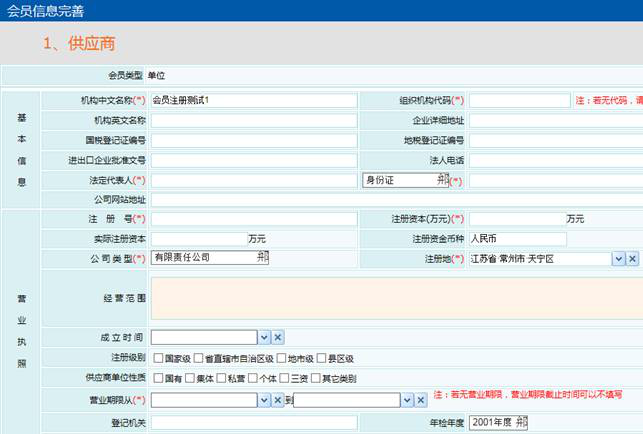 会员信息完善
1、供应商
会员类型 单位
基本信息
机构中文名称(*) 会员注册测试1 组织机构代码(*) 注：若无代码，请
机构英文名称 企业详细地址
国税登记证编号 地税登记证编号
进出口企业批准文号 法人电话
法定代表人(*) 身份证 (*)
公司网站地址
营业执照
注 册 号(*) 注册资本(万元)(*) 万元
实际注册资本 万元 注册资金币种 人民币
公 司 类 型(*) 有限责任公司 注册地(*) 江苏省·常州市·天宁区
经 营 范 围
成 立 时 间
注册级别 国家级 省直辖市自治区级 地市级 县区级
供应商单位性质 国有 集体 私营 个体 三资 其它类别
营业期限从(*) 到 注：若无营业期限，营业期限截止时间可以不填写
登记机关 年检年度 2001年度